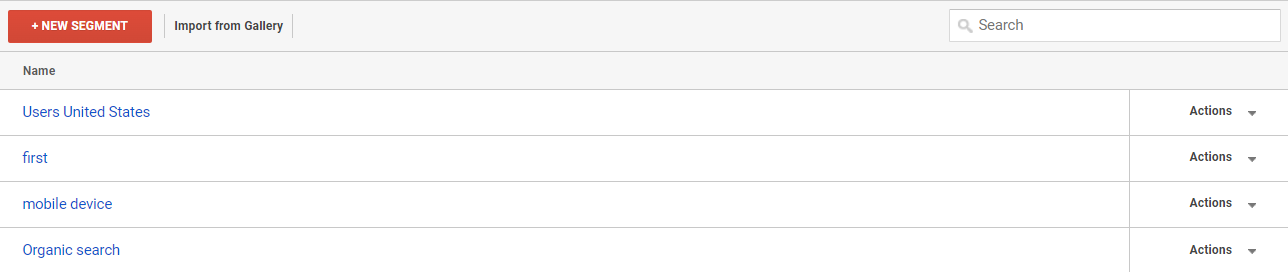 + NEW SEGMENT Import from Gallery Search
Name
Users United States Actions
first Actions
mobile device Actions
Organic search Actions